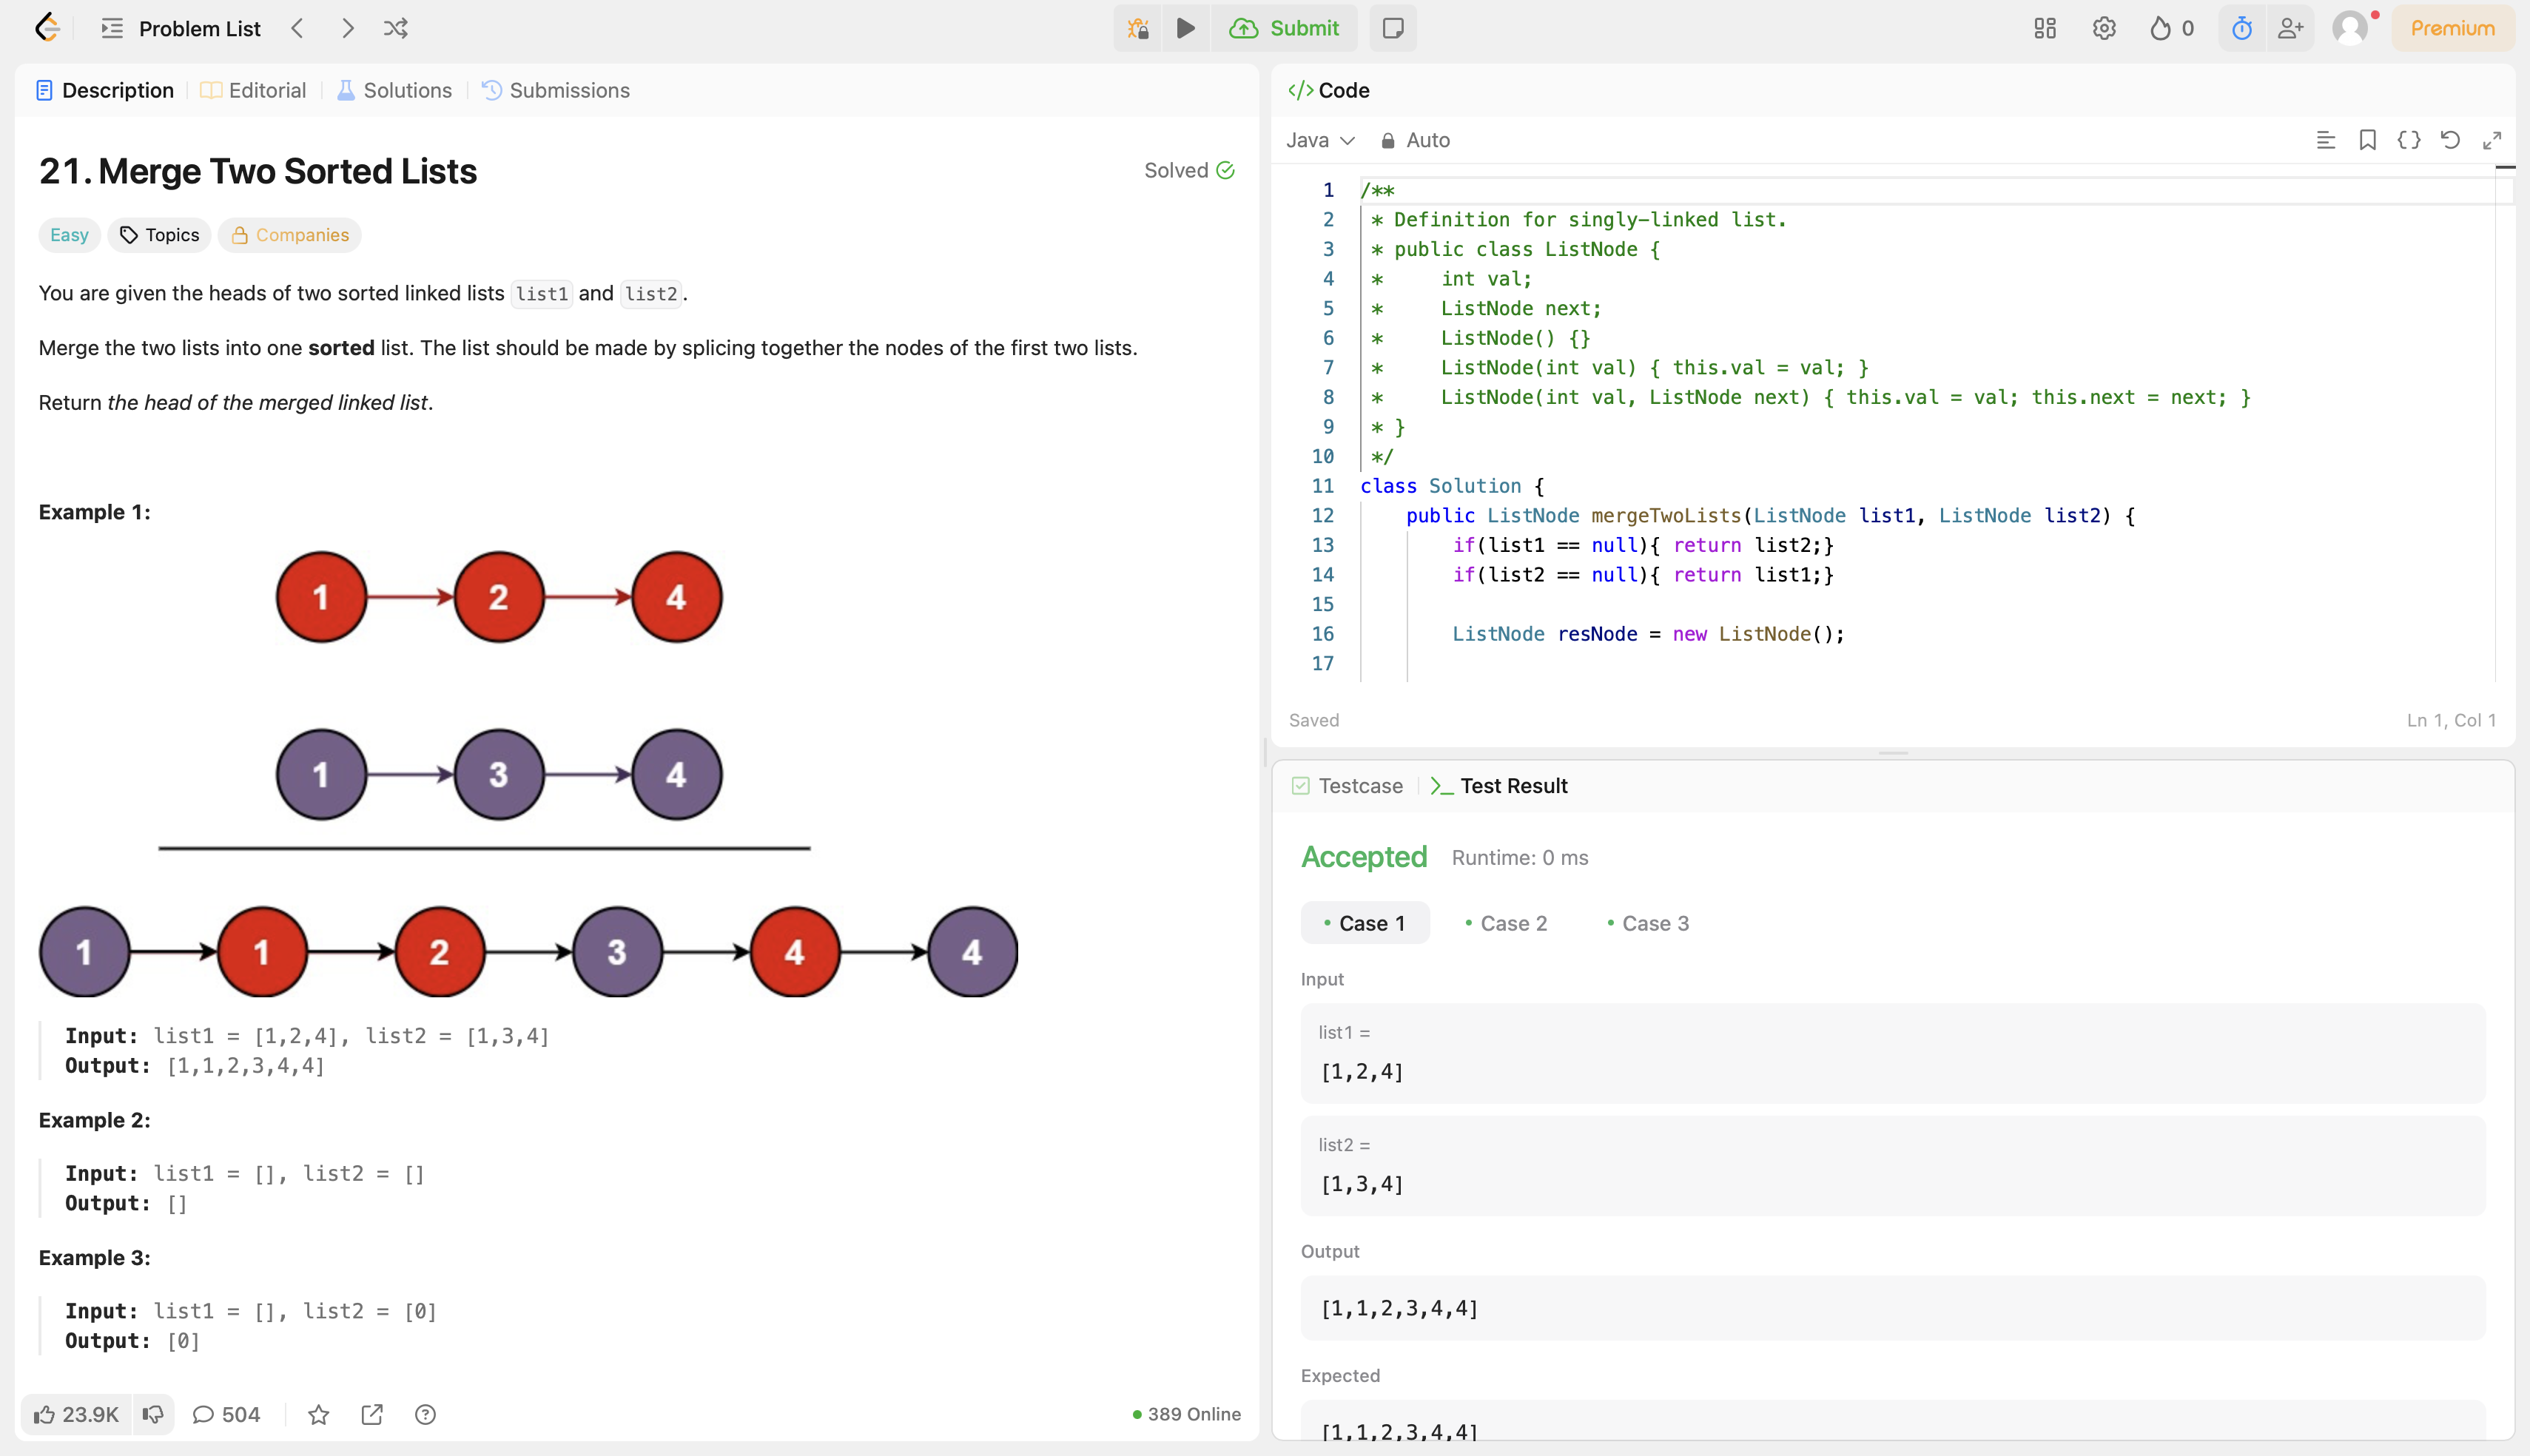 Problem List
Submit
0
Premium
Description
Editorial
Solutions
Submissions
21. Merge Two Sorted Lists
Solved
Easy
Topics
Companies
You are given the heads of two sorted linked lists list1 and list2.
Merge the two lists into one sorted list. The list should be made by splicing together the nodes of the first two lists.
Return the head of the merged linked list.
Example 1:
1 2 4
1 3 4
1 1 2 3 4 4
Input: list1 = [1,2,4], list2 = [1,3,4]
Output: [1,1,2,3,4,4]
Example 2:
Input: list1 = [], list2 = []
Output: []
Example 3:
Input: list1 = [], list2 = [0]
Output: [0]
23.9K
504
389 Online
</> Code
Java
Auto
1 /**
2  * Definition for singly-linked list.
3  * public class ListNode {
4  *     int val;
5  *     ListNode next;
6  *     ListNode() {}
7  *     ListNode(int val) { this.val = val; }
8  *     ListNode(int val, ListNode next) { this.val = val; this.next = next; }
9  * }
10  */
11 class Solution {
12     public ListNode mergeTwoLists(ListNode list1, ListNode list2) {
13         if(list1 == null){ return list2;}
14         if(list2 == null){ return list1;}
15
16         ListNode resNode = new ListNode();
17
Saved
Ln 1, Col 1
Testcase
Test Result
Accepted
Runtime: 0 ms
Case 1
Case 2
Case 3
Input
list1 =
[1,2,4]
list2 =
[1,3,4]
Output
[1,1,2,3,4,4]
Expected
[1,1,2,3,4,4]